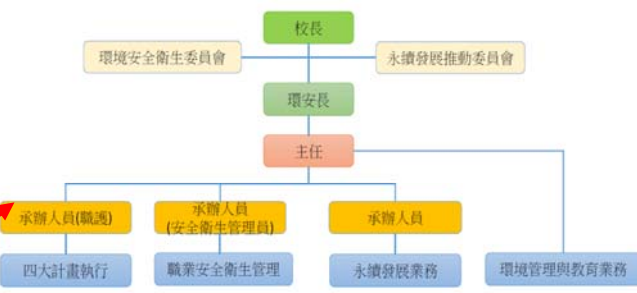 校長
環境安全衛生委員會
永續發展推動委員會
環安長
主任
承辦人員(職護)
承辦人員
(安全衛生管理員)
承辦人員
四大計畫執行
職業安全衛生管理
永續發展業務
環境管理與教育業務